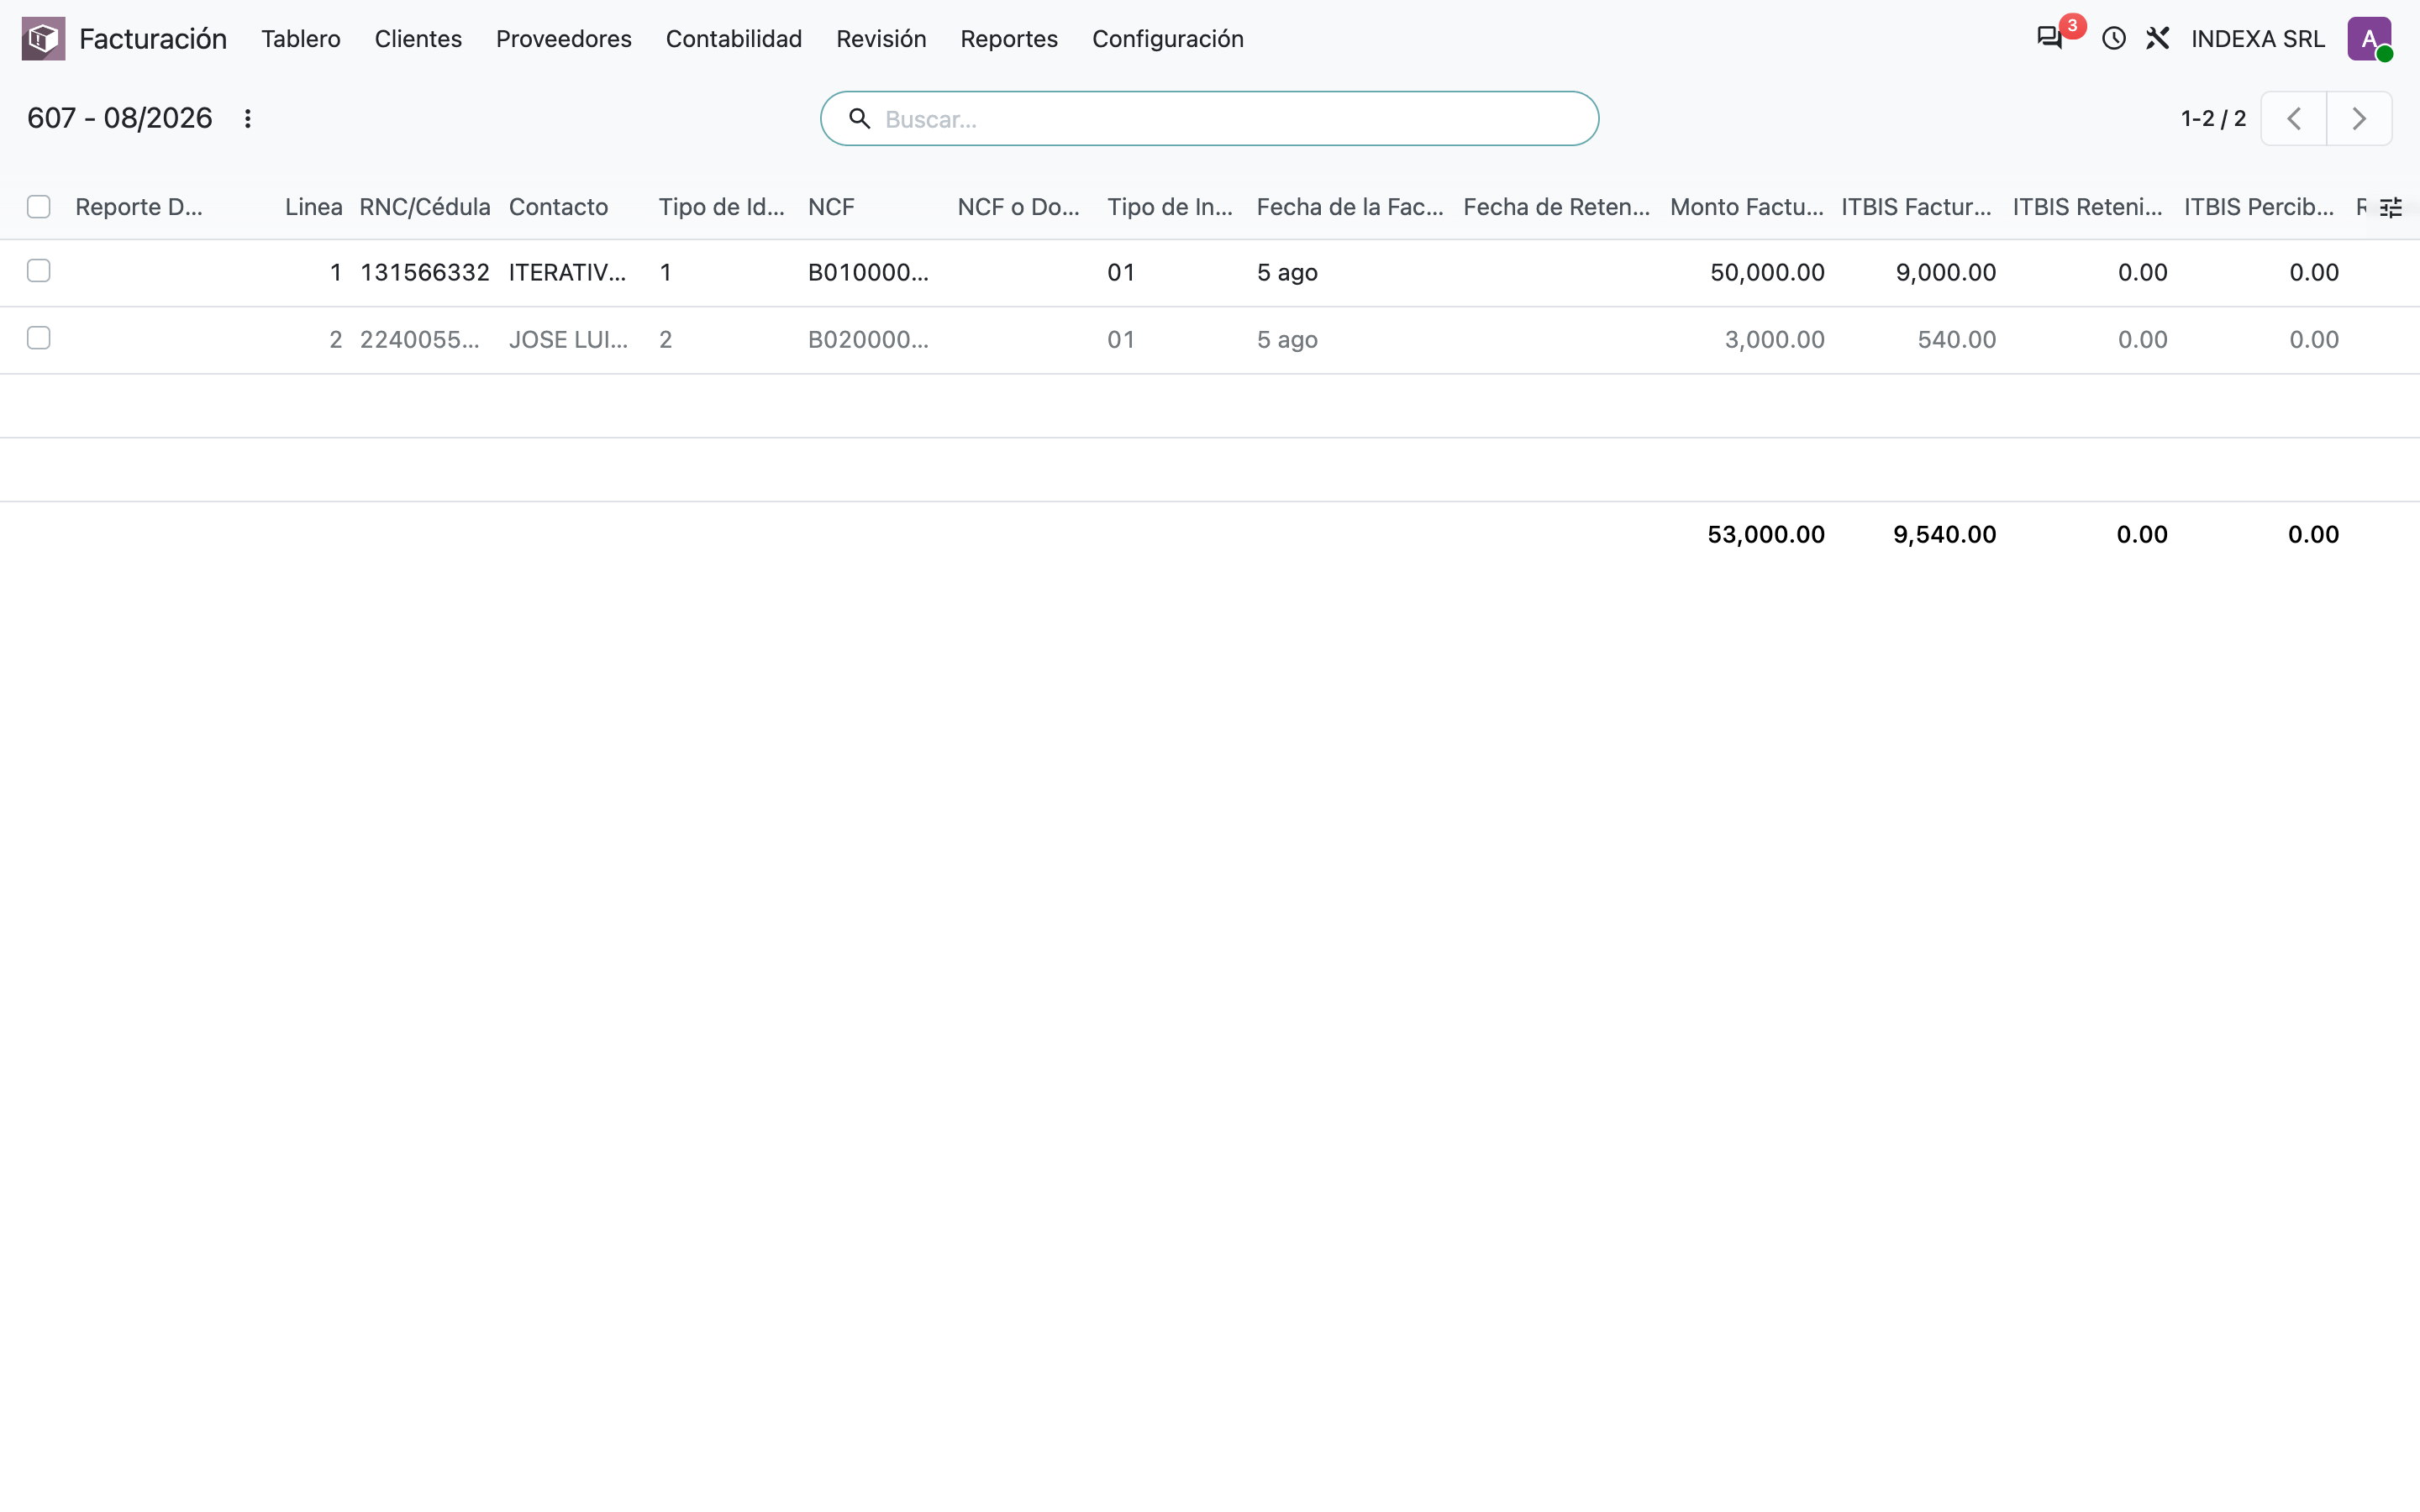 Facturación Tablero Clientes Proveedores Contabilidad Revisión Reportes Configuración 3 INDEXA SRL A
607 - 08/2026 Buscar... 1-2 / 2
Reporte D... Linea RNC/Cédula Contacto Tipo de Id... NCF NCF o Do... Tipo de In... Fecha de la Fac... Fecha de Reten... Monto Factu... ITBIS Factur... ITBIS Reteni... ITBIS Percib...
1 131566332 ITERATIV... 1 B010000... 01 5 ago 50,000.00 9,000.00 0.00 0.00
2 2240055... JOSE LUI... 2 B020000... 01 5 ago 3,000.00 540.00 0.00 0.00
53,000.00 9,540.00 0.00 0.00